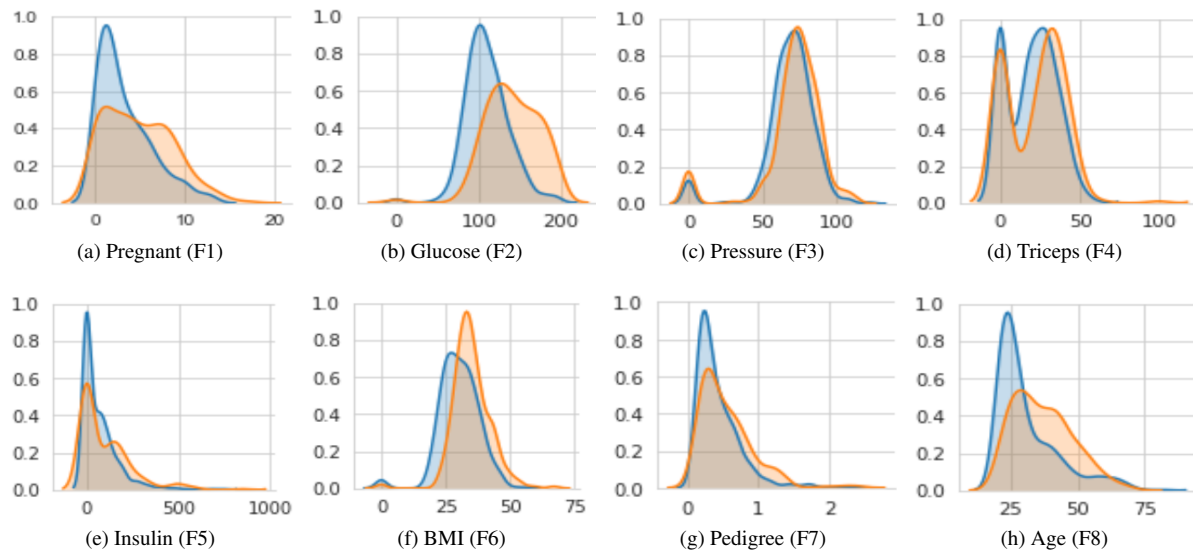 1.0 1.0 1.0 1.0
0.8 0.8 0.8 0.8
0.6 0.6 0.6 0.6
0.4 0.4 0.4 0.4
0.2 0.2 0.2 0.2
0.0 0.0 0.0 0.0
0 10 20 0 100 200 0 50 100 0 50 100
(a) Pregnant (F1) (b) Glucose (F2) (c) Pressure (F3) (d) Triceps (F4)
1.0 1.0 1.0 1.0
0.8 0.8 0.8 0.8
0.6 0.6 0.6 0.6
0.4 0.4 0.4 0.4
0.2 0.2 0.2 0.2
0.0 0.0 0.0 0.0
0 500 1000 0 25 50 75 0 1 2 25 50 75
(e) Insulin (F5) (f) BMI (F6) (g) Pedigree (F7) (h) Age (F8)